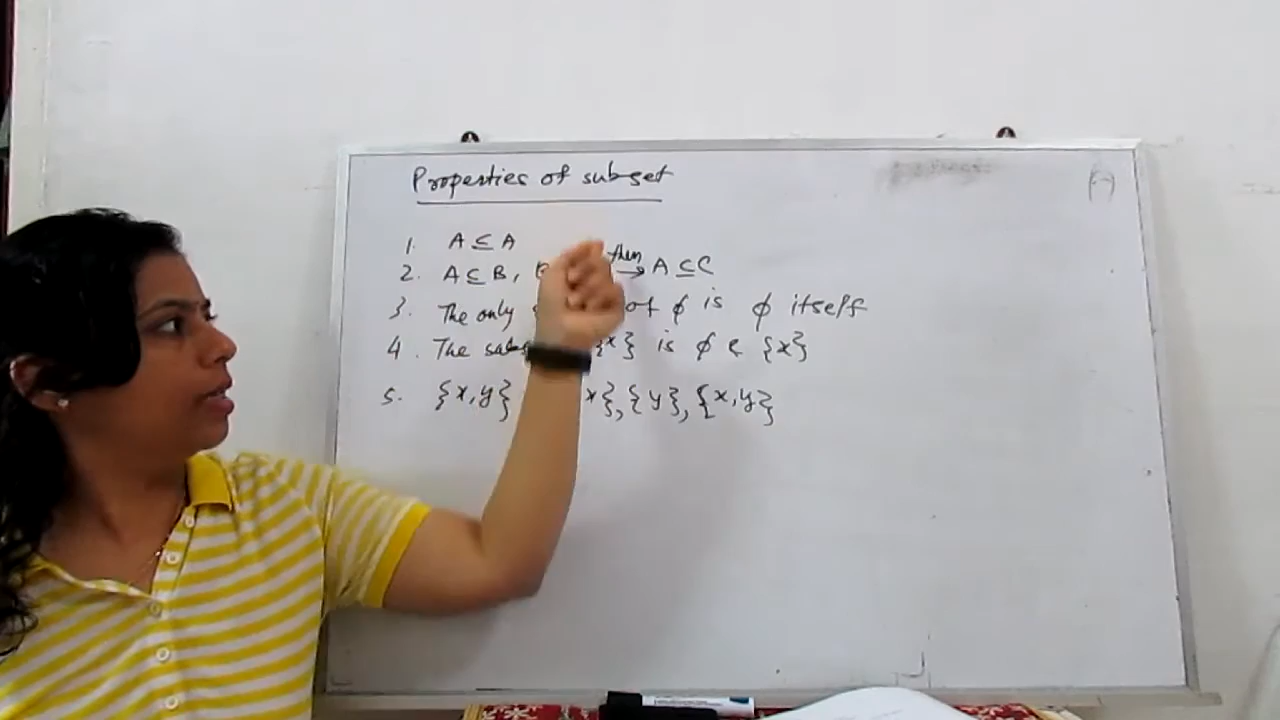 Properties of subset
1. A ⊆ A
2. A ⊆ B, then → A ⊆ C
3. The only of ϕ is ϕ itself
4. The {x} is ϕ & {x}
5. {x,y} x}, {y}, {x,y}